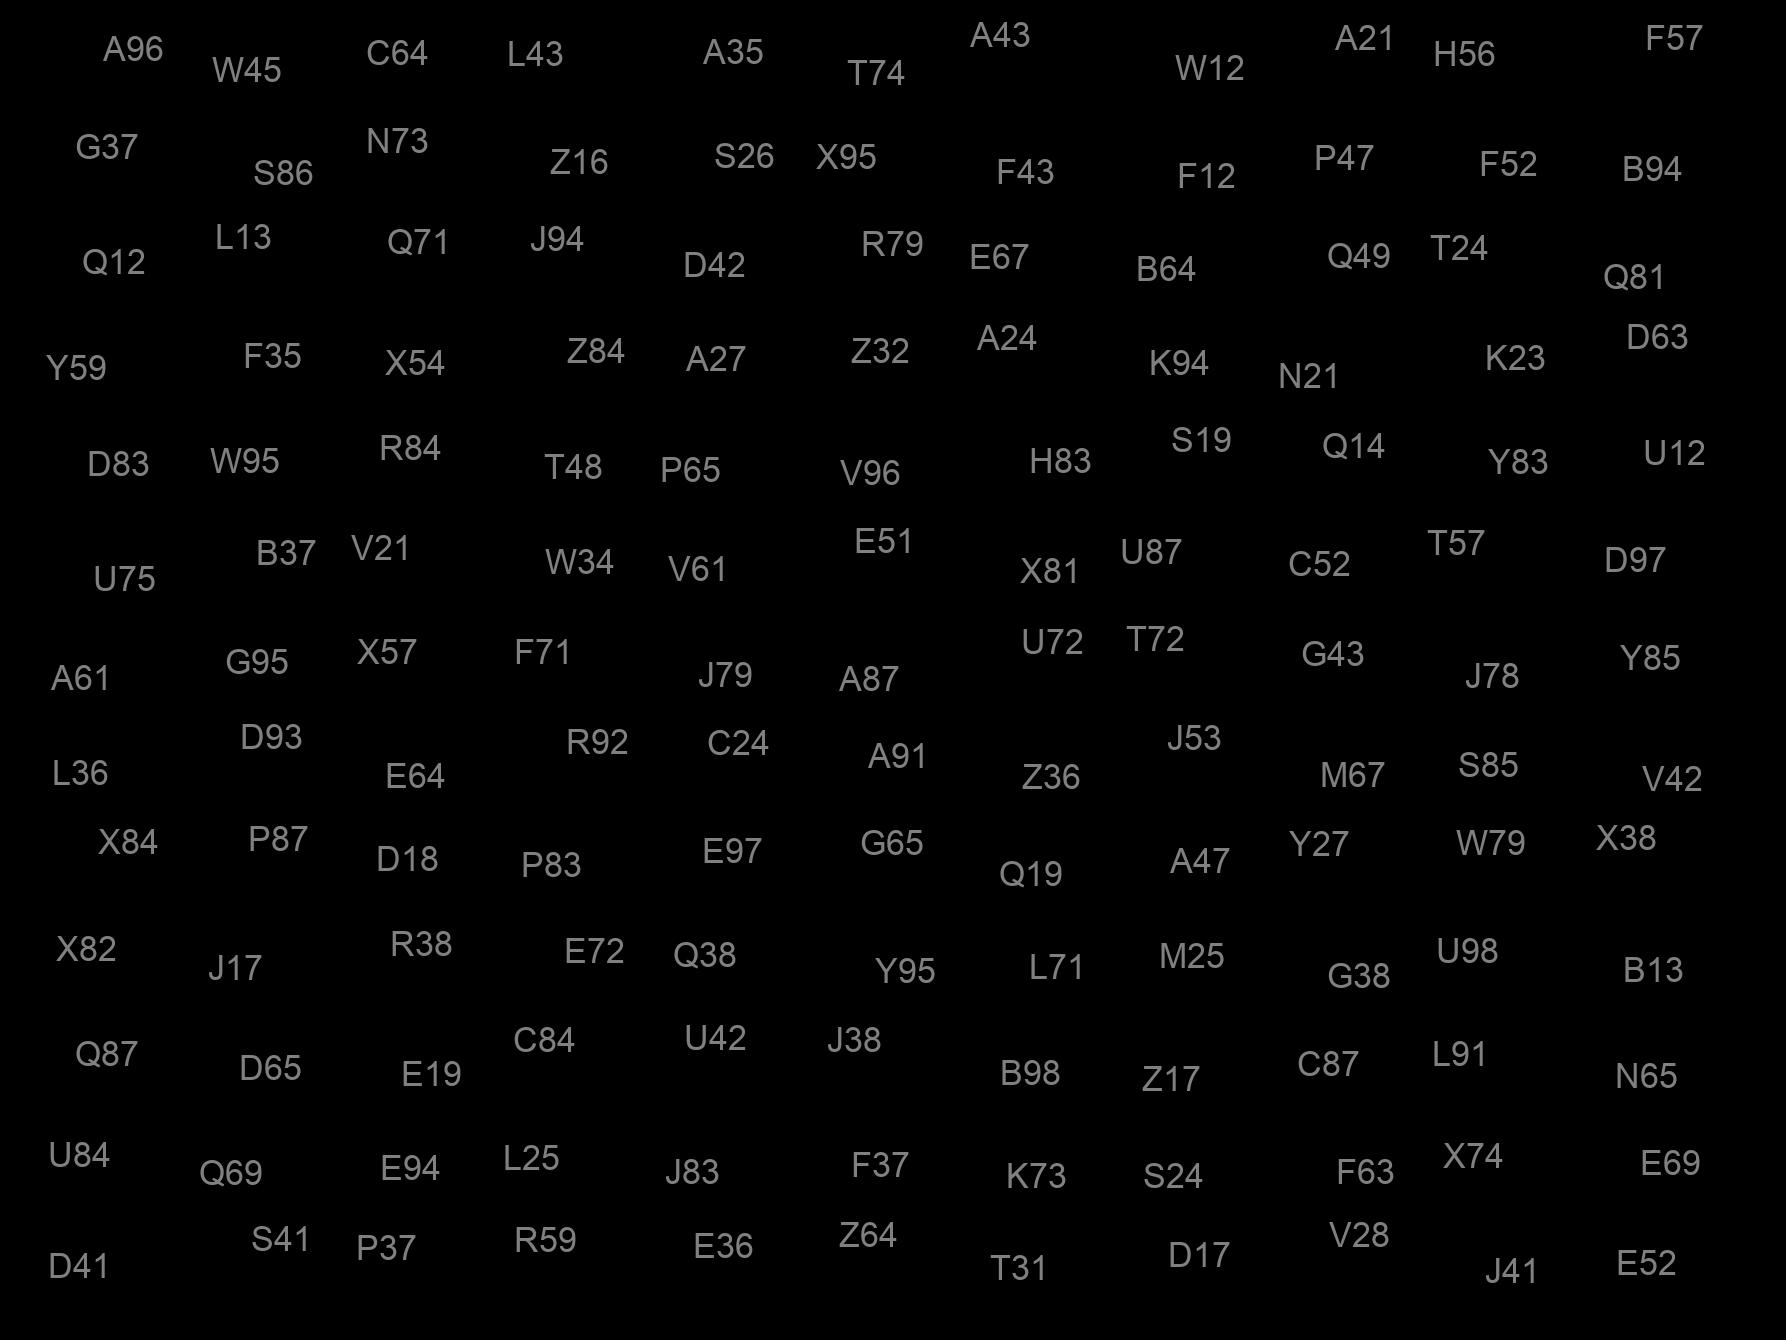 A96 W45 C64 L43 A35 T74 A43 W12 A21 H56 F57
G37 S86 N73 Z16 S26 X95 F43 F12 P47 F52 B94
Q12 L13 Q71 J94 D42 R79 E67 B64 Q49 T24 Q81
Y59 F35 X54 Z84 A27 Z32 A24 K94 N21 K23 D63
D83 W95 R84 T48 P65 V96 H83 S19 Q14 Y83 U12
U75 B37 V21 W34 V61 E51 X81 U87 C52 T57 D97
A61 G95 X57 F71 J79 A87 U72 T72 G43 J78 Y85
L36 D93 E64 R92 C24 A91 Z36 J53 M67 S85 V42
X84 P87 D18 P83 E97 G65 Q19 A47 Y27 W79 X38
X82 J17 R38 E72 Q38 Y95 L71 M25 G38 U98 B13
Q87 D65 E19 C84 U42 J38 B98 Z17 C87 L91 N65
U84 Q69 E94 L25 J83 F37 K73 S24 F63 X74 E69
D41 S41 P37 R59 E36 Z64 T31 D17 V28 J41 E52